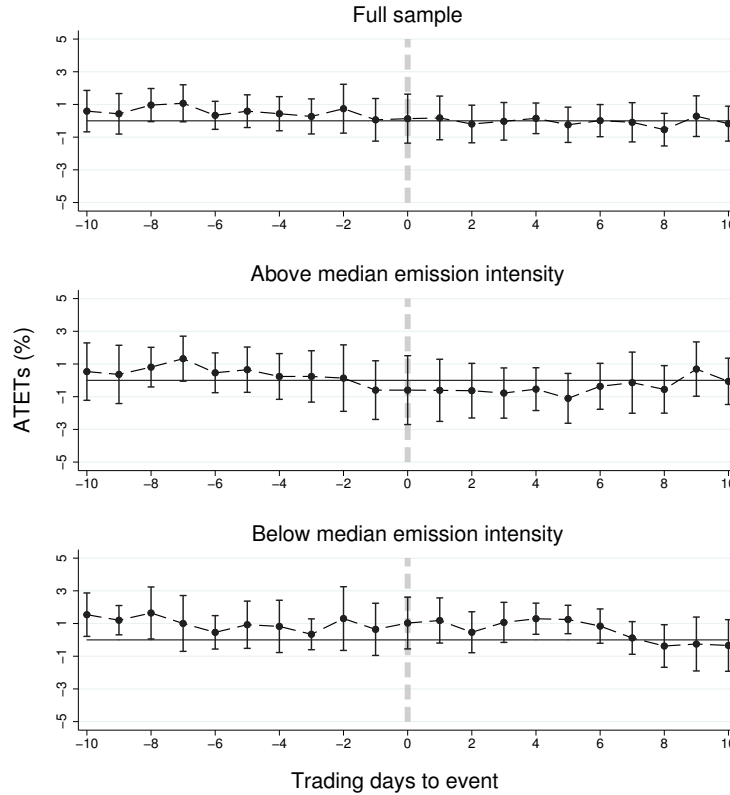 Full sample
5
3
1
−1
−3
−5
−10 −8 −6 −4 −2 0 2 4 6 8 10
Above median emission intensity
ATETs (%)
5
3
1
−1
−3
−5
−10 −8 −6 −4 −2 0 2 4 6 8 10
Below median emission intensity
5
3
1
−1
−3
−5
−10 −8 −6 −4 −2 0 2 4 6 8 10
Trading days to event